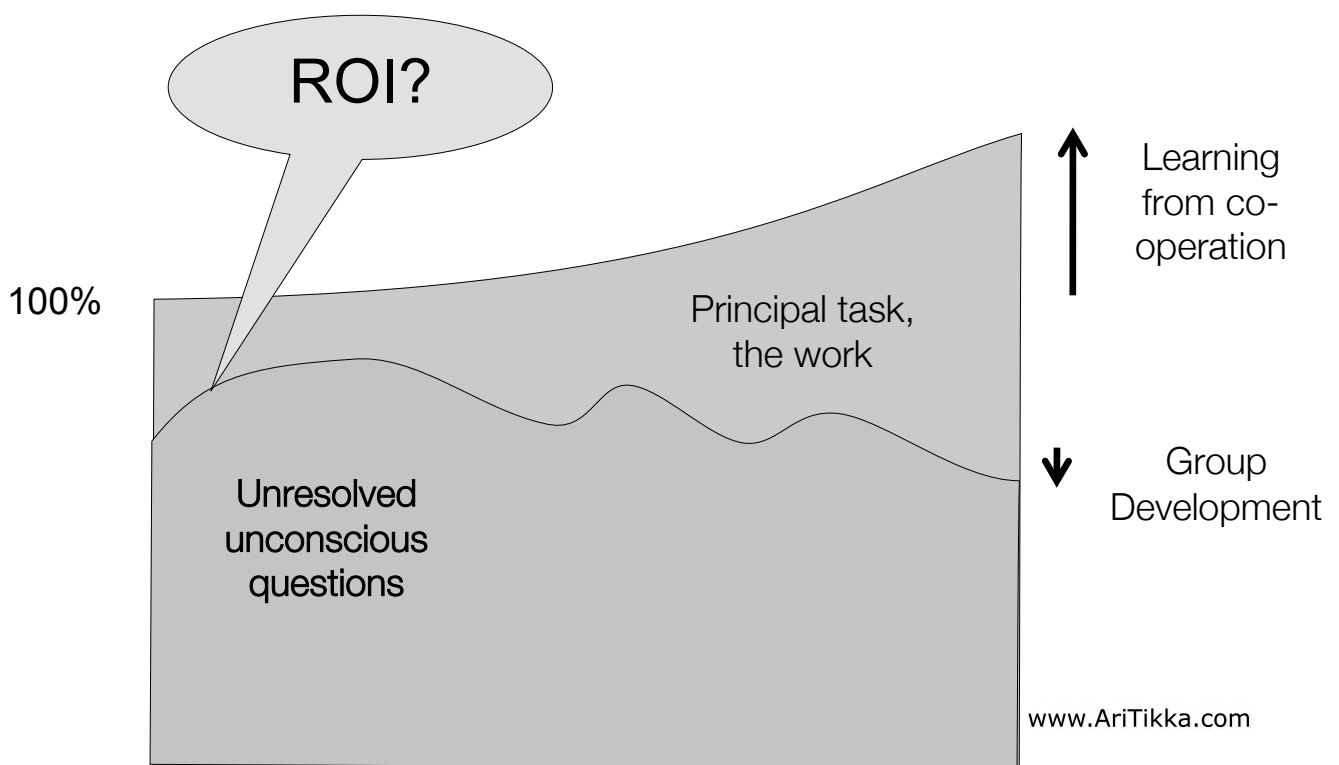 ROI?
100%
Learning
from co-
operation
Principal task,
the work
Group
Development
Unresolved
unconscious
questions
www.AriTikka.com